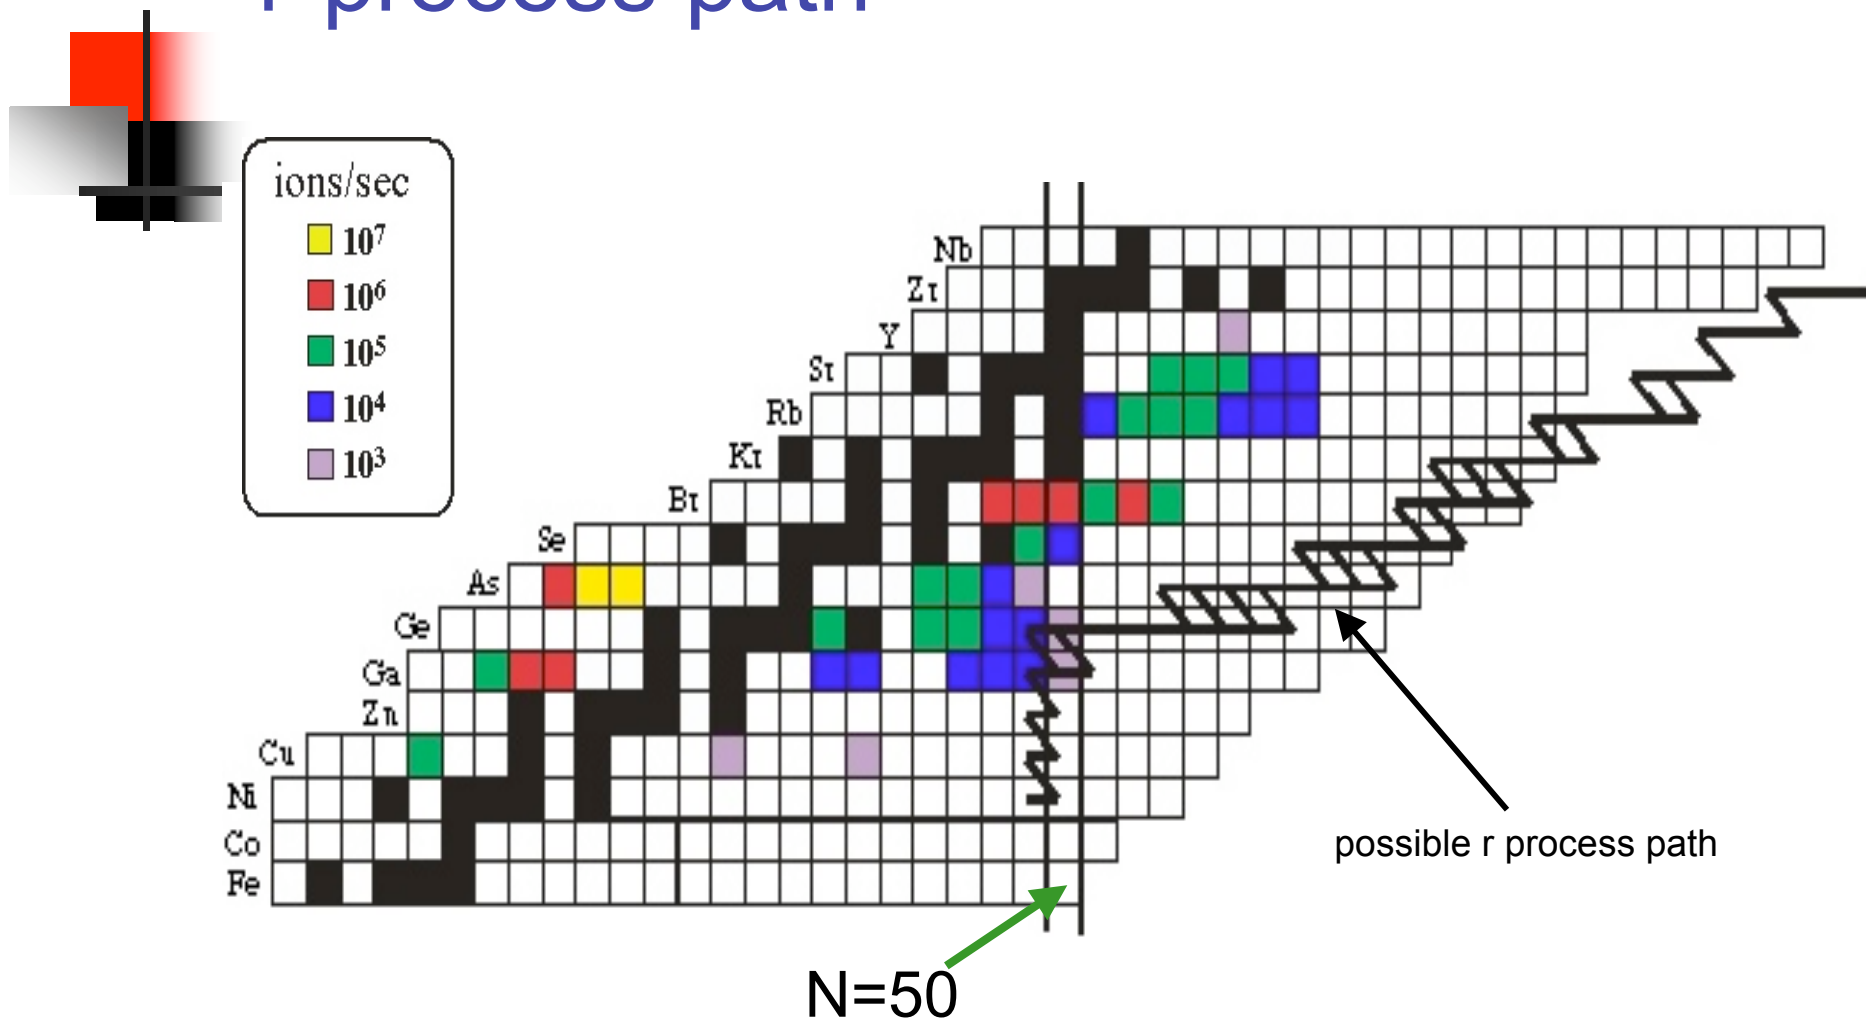 r process path
ions/sec
10⁷
10⁶
10⁵
10⁴
10³
Nb
Zr
Y
Sr
Rb
Kr
Br
Se
As
Ge
Ga
Zn
Cu
Ni
Co
Fe
possible r process path
N=50